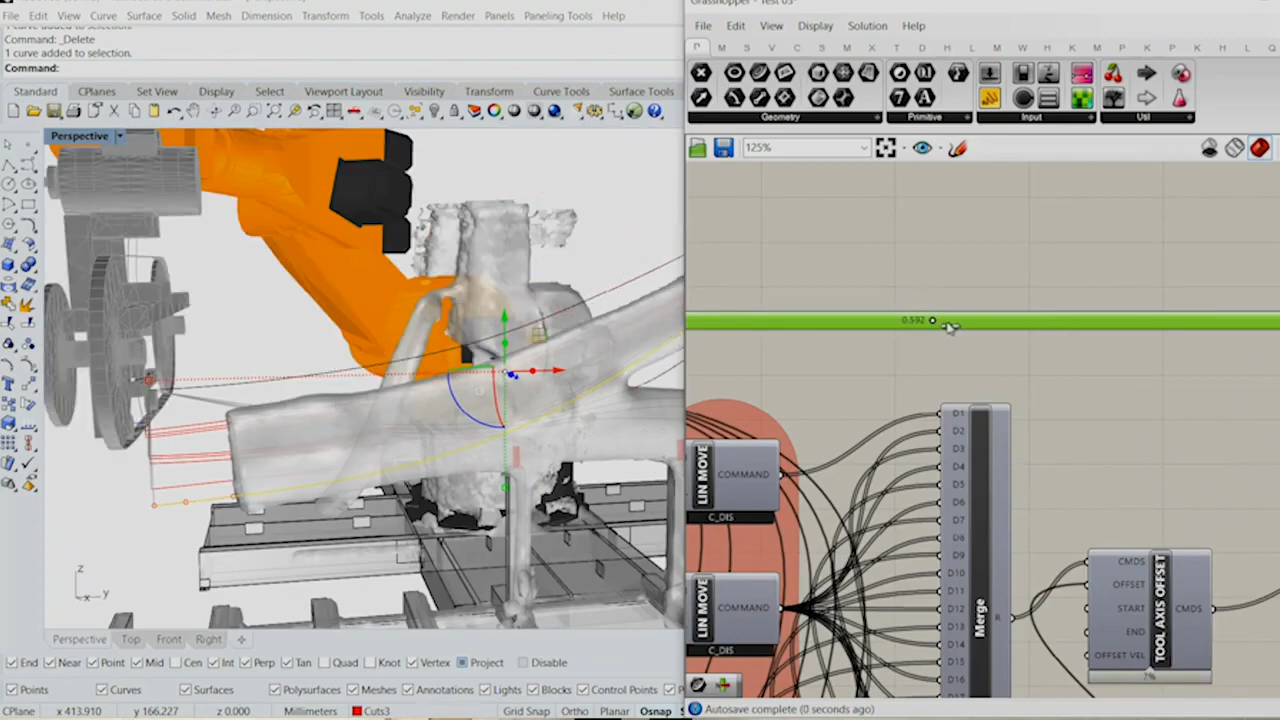 File Edit View Curve Surface Solid Mesh Dimension Transform Tools Analyze Render Panels Paneling Tools Help
Command: _Delete
1 curve added to selection.
Command:
Standard CPlanes Set View Display Select Viewport Layout Visibility Transform Curve Tools Surface Tools
Perspective
z
x
y
Perspective Top Front Right
End Near Point Mid Cen Int Perp Tan Quad Knot Vertex Project Disable
Points Curves Surfaces Polysurfaces Meshes Annotations Lights Blocks Control Points
CPlane x 413.910 y 166.227 z 0.000 Millimeters Cuts3 Grid Snap Ortho Planar Osnap
File Edit View Display Solution Help
P M S V C S M X T D H L M N K C M P K P C K H L Q
Geometry Primitive Input Util
125%
0.592
LIN MOVE
COMMAND
C_DIS
LIN MOVE
COMMAND
C_DIS
D1
D2
D3
D4
D5
D6
D7
D8
D9
D10
D11
D12
D13
D14
D15
D16
Merge
R
CMDS
OFFSET
START
END
OFFSET VEL
TOOL AXIS OFFSET
CMDS
7%
Autosave complete (0 seconds ago)